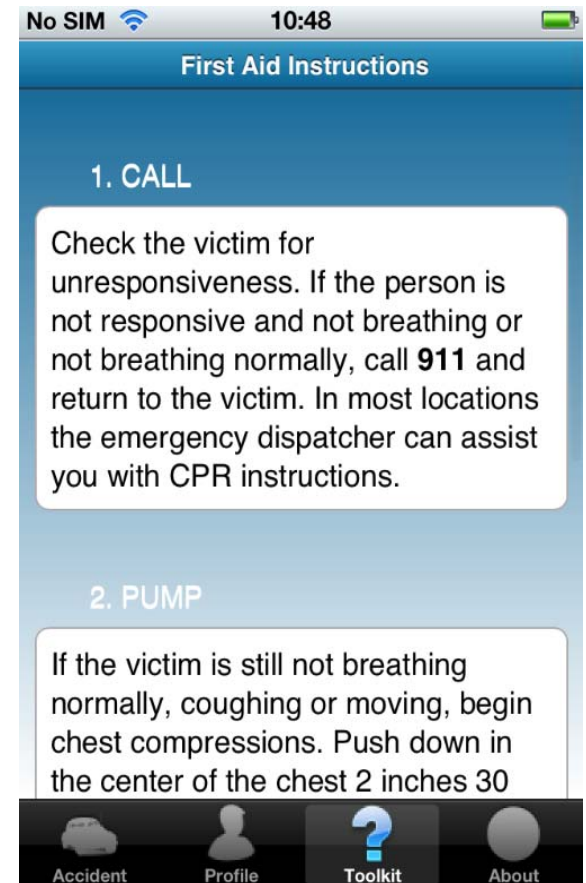 No SIM 10:48
First Aid Instructions
1. CALL
Check the victim for
unresponsiveness. If the person is
not responsive and not breathing or
not breathing normally, call 911 and
return to the victim. In most locations
the emergency dispatcher can assist
you with CPR instructions.
2. PUMP
If the victim is still not breathing
normally, coughing or moving, begin
chest compressions. Push down in
the center of the chest 2 inches 30
Accident Profile Toolkit About